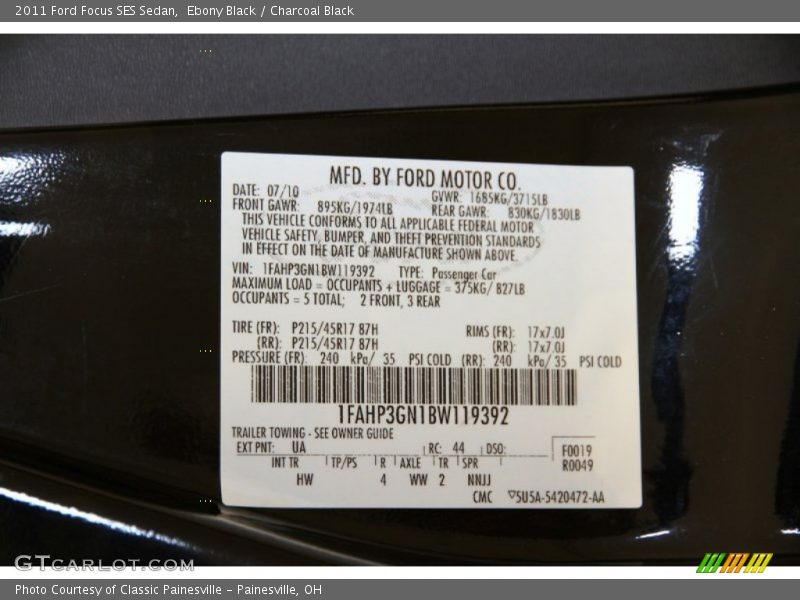 2011 Ford Focus SES Sedan, Ebony Black / Charcoal Black
MFD. BY FORD MOTOR CO.
DATE: 07/10 GVWR: 1685KG/3715LB
FRONT GAWR: 895KG/1974LB REAR GAWR: 830KG/1830LB
THIS VEHICLE CONFORMS TO ALL APPLICABLE FEDERAL MOTOR
VEHICLE SAFETY, BUMPER, AND THEFT PREVENTION STANDARDS
IN EFFECT ON THE DATE OF MANUFACTURE SHOWN ABOVE.
VIN: 1FAHP3GN1BW119392 TYPE: Passenger Car
MAXIMUM LOAD = OCCUPANTS + LUGGAGE = 375KG/ 827LB
OCCUPANTS = 5 TOTAL; 2 FRONT, 3 REAR
TIRE (FR): P215/45R17 87H RIMS (FR): 17x7.0J
(RR): P215/45R17 87H (RR): 17x7.0J
PRESSURE (FR): 240 kPa/ 35 PSI COLD (RR): 240 kPa/ 35 PSI COLD
1FAHP3GN1BW119392
TRAILER TOWING - SEE OWNER GUIDE
EXT PNT: UA RC: 44 DSO: F0019
INT TR TP/PS R AXLE TR SPR R0049
HW 4 WW 2 NNJJ
CMC ▽5U5A-5420472-AA
GTCARLOT.COM
Photo Courtesy of Classic Painesville - Painesville, OH